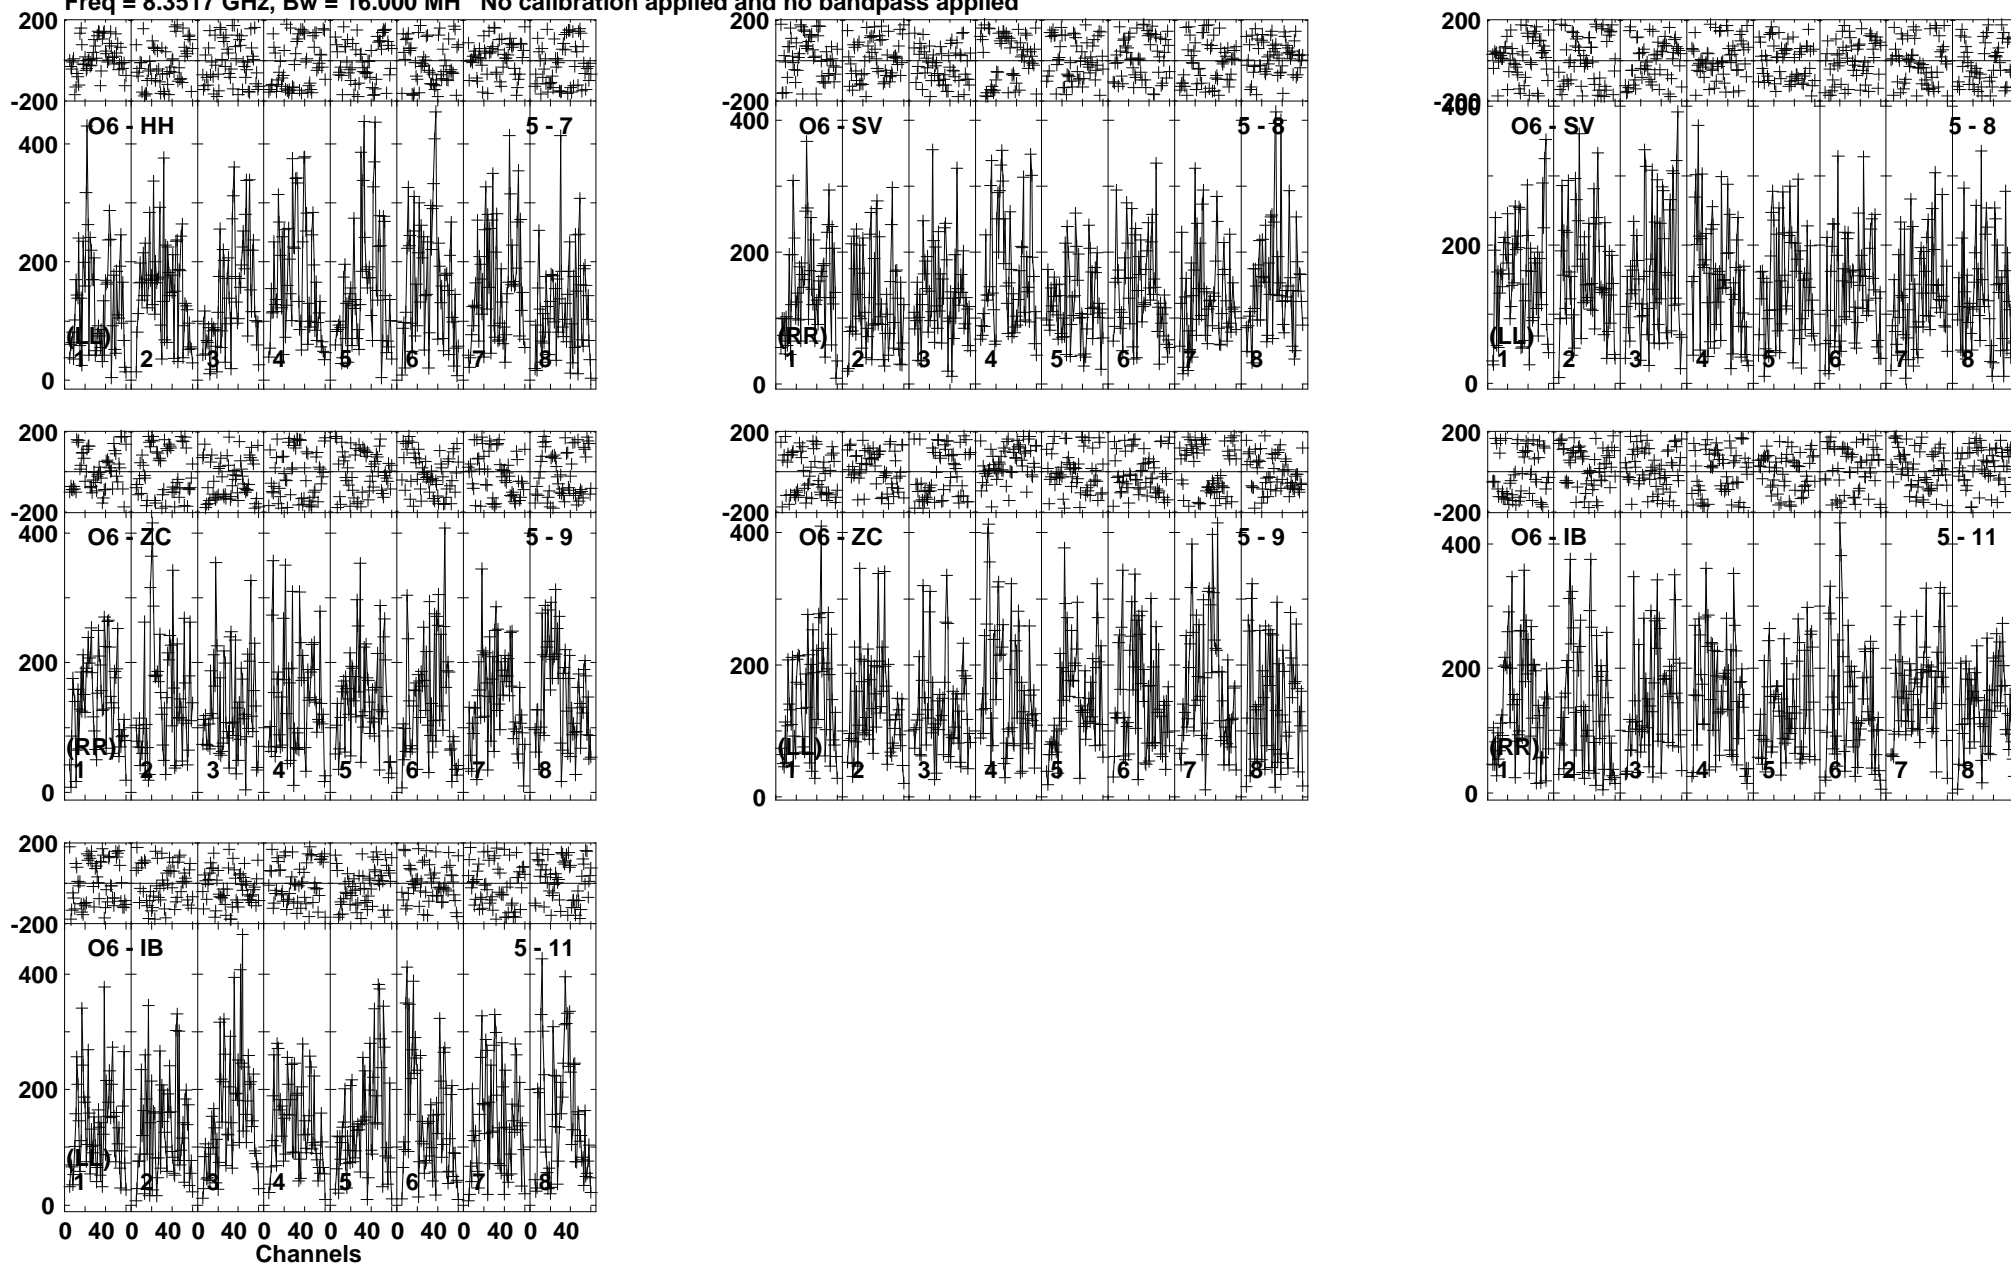 Freq = 8.3517 GHz, Bw = 16.000 MH No calibration applied and no bandpass applied
200
-200
O6 - HH 5 - 7
400
200
(LL)
1 2 3 4 5 6 7 8
0
200
-200
O6 - SV 5 - 8
400
200
(RR)
1 2 3 4 5 6 7 8
0
200
-200
400
O6 - SV 5 - 8
200
(LL)
1 2 3 4 5 6 7 8
0
200
-200
O6 - ZC 5 - 9
400
200
(RR)
1 2 3 4 5 6 7 8
0
200
-200
O6 - ZC 5 - 9
400
200
(LL)
1 2 3 4 5 6 7 8
0
200
-200
O6 - IB 5 - 11
400
200
(RR)
1 2 3 4 5 6 7 8
0
200
-200
O6 - IB 5 - 11
400
200
(LL)
1 2 3 4 5 6 7 8
0
0 40 0 40 0 40 0 40 0 40 0 40 0 40 0 40
Channels